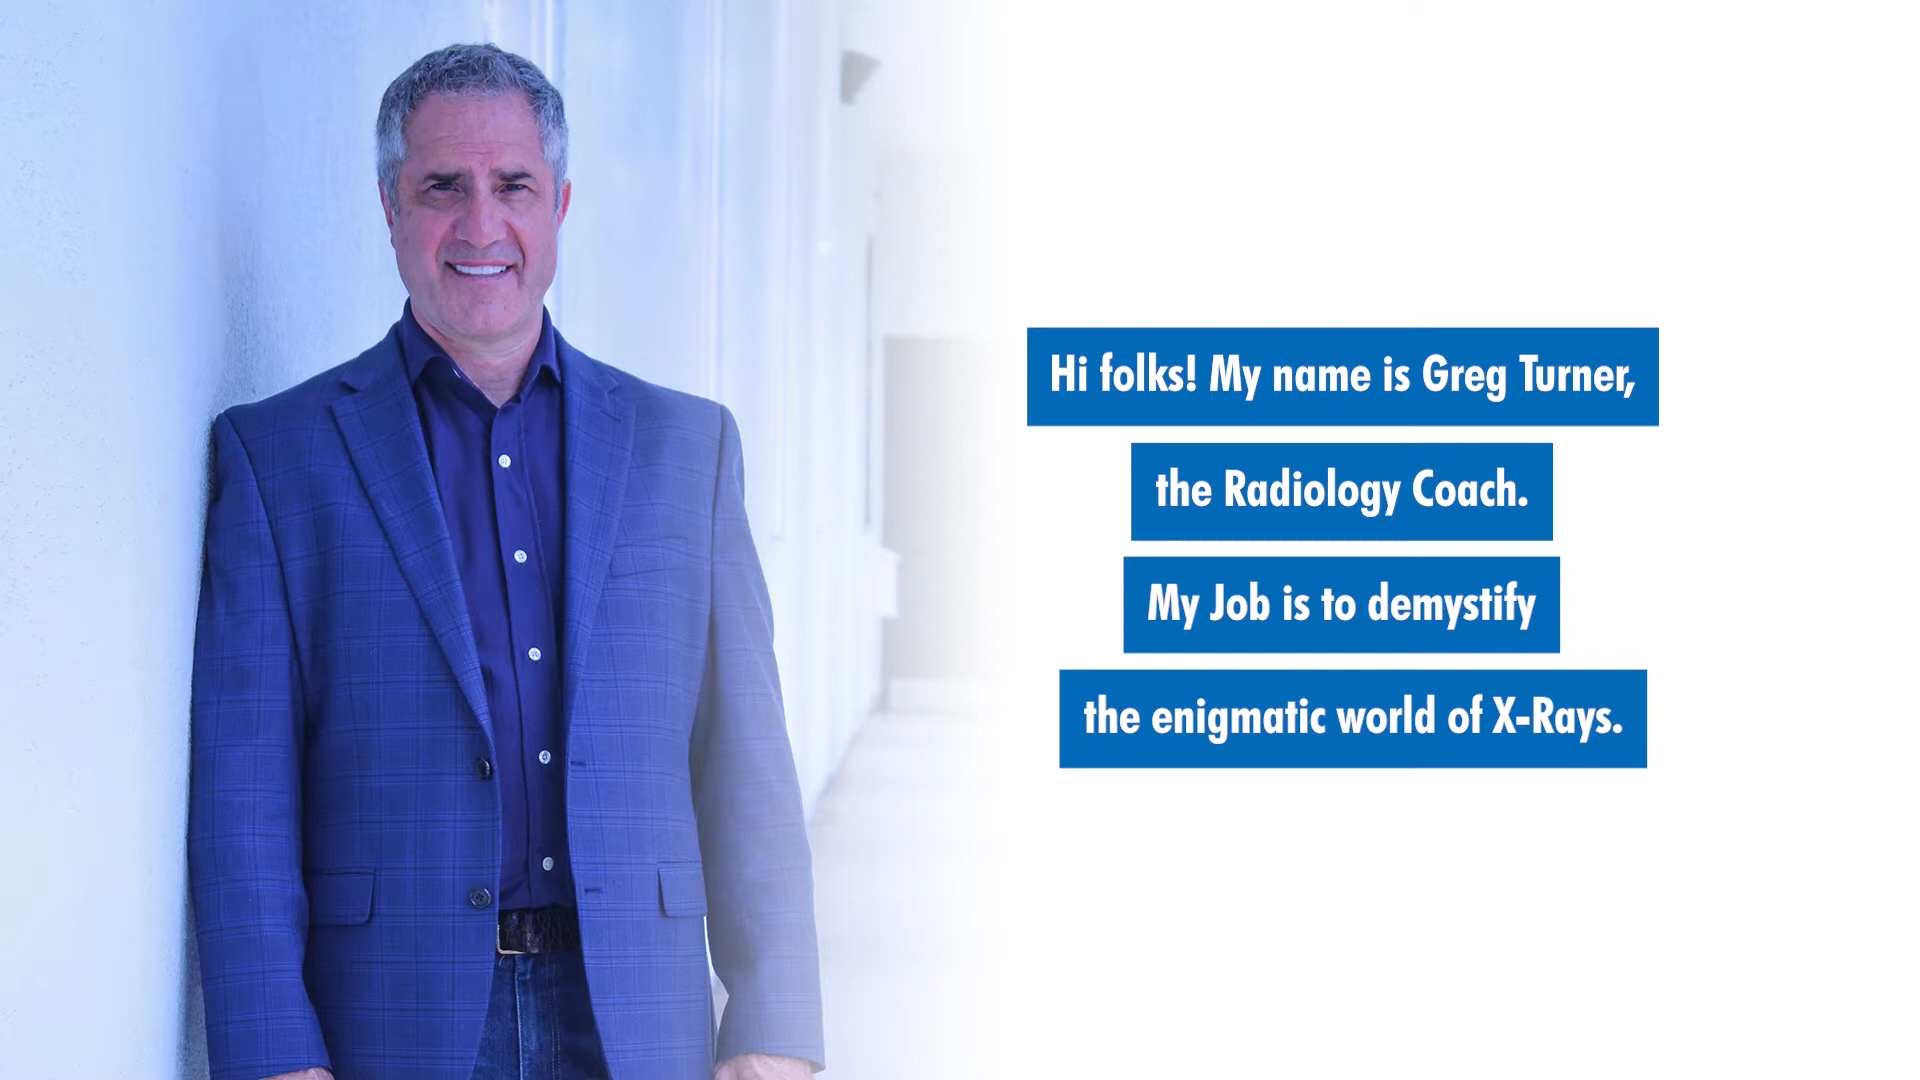 Hi folks! My name is Greg Turner,
the Radiology Coach.
My Job is to demystify
the enigmatic world of X-Rays.